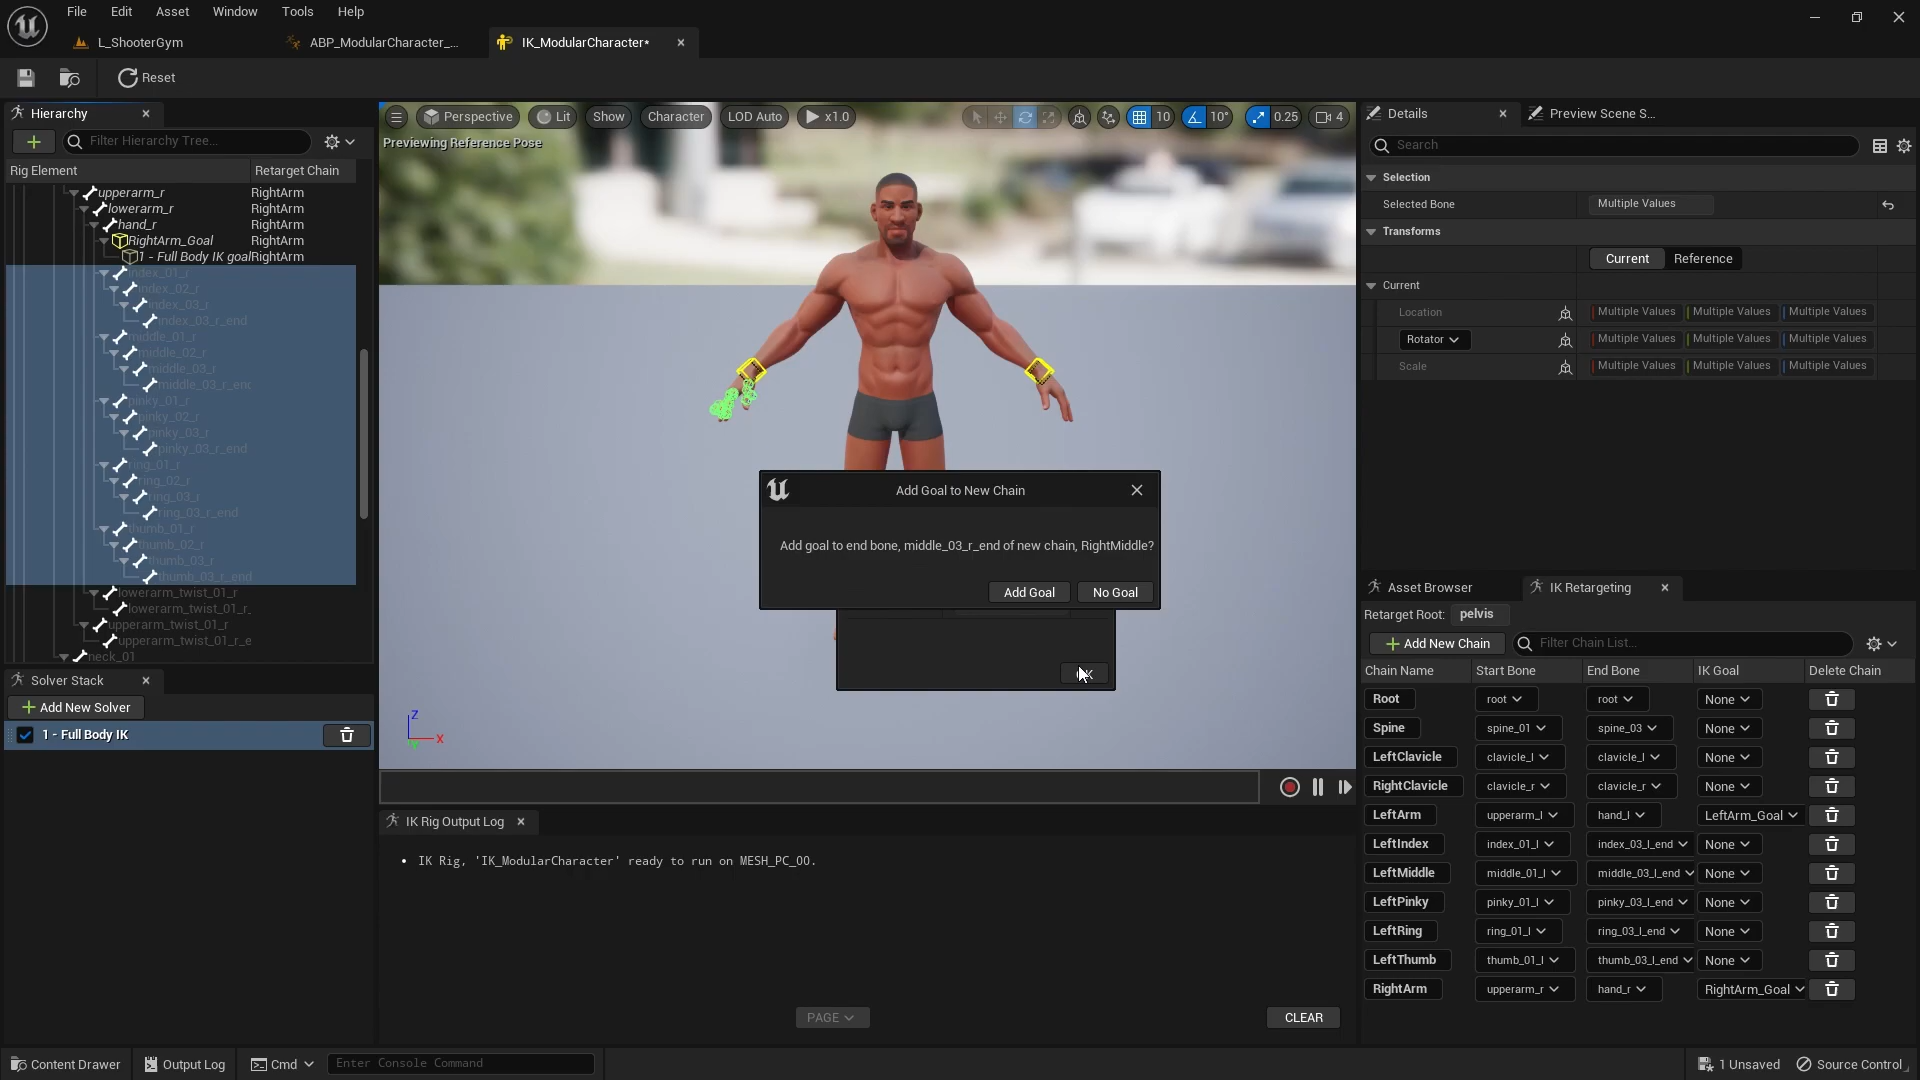 File Edit Asset Window Tools Help
L_ShooterGym
ABP_ModularCharacter_...
IK_ModularCharacter*
Reset
Hierarchy
Filter Hierarchy Tree...
Rig Element Retarget Chain
upperarm_r RightArm
lowerarm_r RightArm
hand_r RightArm
RightArm_Goal RightArm
1 - Full Body IK goal RightArm
index_01_r
index_02_r
index_03_r
index_03_r_end
middle_01_r
middle_02_r
middle_03_r
middle_03_r_end
pinky_01_r
pinky_02_r
pinky_03_r
pinky_03_r_end
ring_01_r
ring_02_r
ring_03_r
ring_03_r_end
thumb_01_r
thumb_02_r
thumb_03_r
thumb_03_r_end
lowerarm_twist_01_r
lowerarm_twist_01_r_
upperarm_twist_01_r
upperarm_twist_01_r_e
neck_01
Solver Stack
Add New Solver
1 - Full Body IK
Perspective Lit Show Character LOD Auto x1.0 10 10° 0.25 4
Previewing Reference Pose
Add Goal to New Chain
Add goal to end bone, middle_03_r_end of new chain, RightMiddle?
Add Goal No Goal
Z
X
Y
IK Rig Output Log
• IK Rig, 'IK_ModularCharacter' ready to run on MESH_PC_00.
PAGE
CLEAR
Details
Preview Scene S...
Search
Selection
Selected Bone Multiple Values
Transforms
Current Reference
Current
Location Multiple Values Multiple Values Multiple Values
Rotator Multiple Values Multiple Values Multiple Values
Scale Multiple Values Multiple Values Multiple Values
Asset Browser
IK Retargeting
Retarget Root: pelvis
Add New Chain
Filter Chain List...
Chain Name Start Bone End Bone IK Goal Delete Chain
Root root root None
Spine spine_01 spine_03 None
LeftClavicle clavicle_l clavicle_l None
RightClavicle clavicle_r clavicle_r None
LeftArm upperarm_l hand_l LeftArm_Goal
LeftIndex index_01_l index_03_l_end None
LeftMiddle middle_01_l middle_03_l_end None
LeftPinky pinky_01_l pinky_03_l_end None
LeftRing ring_01_l ring_03_l_end None
LeftThumb thumb_01_l thumb_03_l_end None
RightArm upperarm_r hand_r RightArm_Goal
Content Drawer
Output Log
Cmd
Enter Console Command
1 Unsaved
Source Control